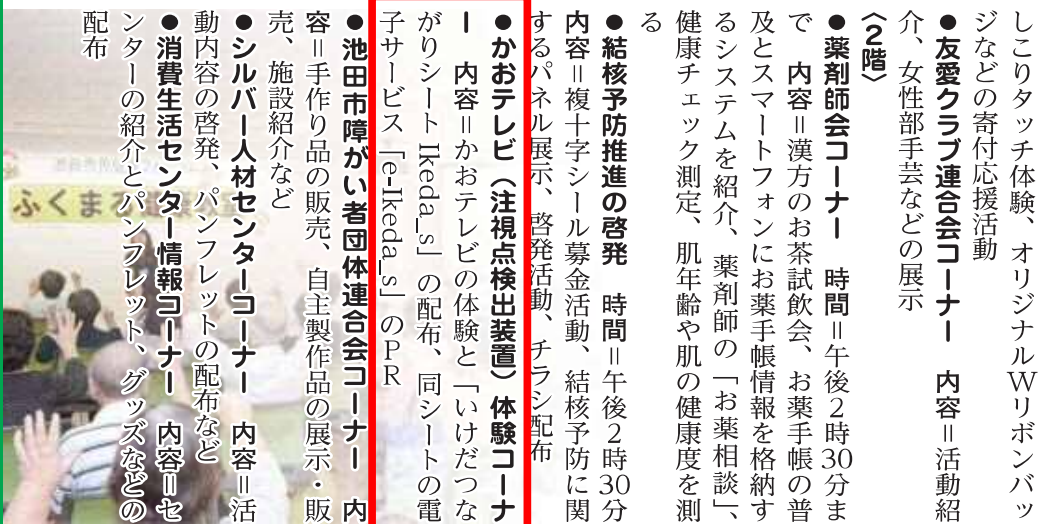 しこりタッチ体験、オリジナルWリボンバッ
ジなどの寄付応援活動
●友愛クラブ連合会コーナー　内容＝活動紹
介、女性部手芸などの展示
〈2階〉
●薬剤師会コーナー　時間＝午後2時30分ま
で　内容＝漢方のお茶試飲会、お薬手帳の普
及とスマートフォンにお薬手帳情報を格納す
るシステムを紹介、薬剤師の「お薬相談」、
健康チェック測定、肌年齢や肌の健康度を測
る
●結核予防推進の啓発　時間＝午後2時30分
内容＝複十字シール募金活動、結核予防に関
するパネル展示、啓発活動、チラシ配布
●かおテレビ（注視点検出装置）体験コーナ
ー　内容＝かおテレビの体験と「いけだつな
がりシートIkeda_s」の配布、同シートの電
子サービス「e-Ikeda_s」のPR
●池田市障がい者団体連合会コーナー　内
容＝手作り品の販売、自主製作品の展示・販
売、施設紹介など
●シルバー人材センターコーナー　内容＝活
動内容の啓発、パンフレットの配布など
●消費生活センター情報コーナー　内容＝セ
ンターの紹介とパンフレット、グッズなどの
配布
ふくま